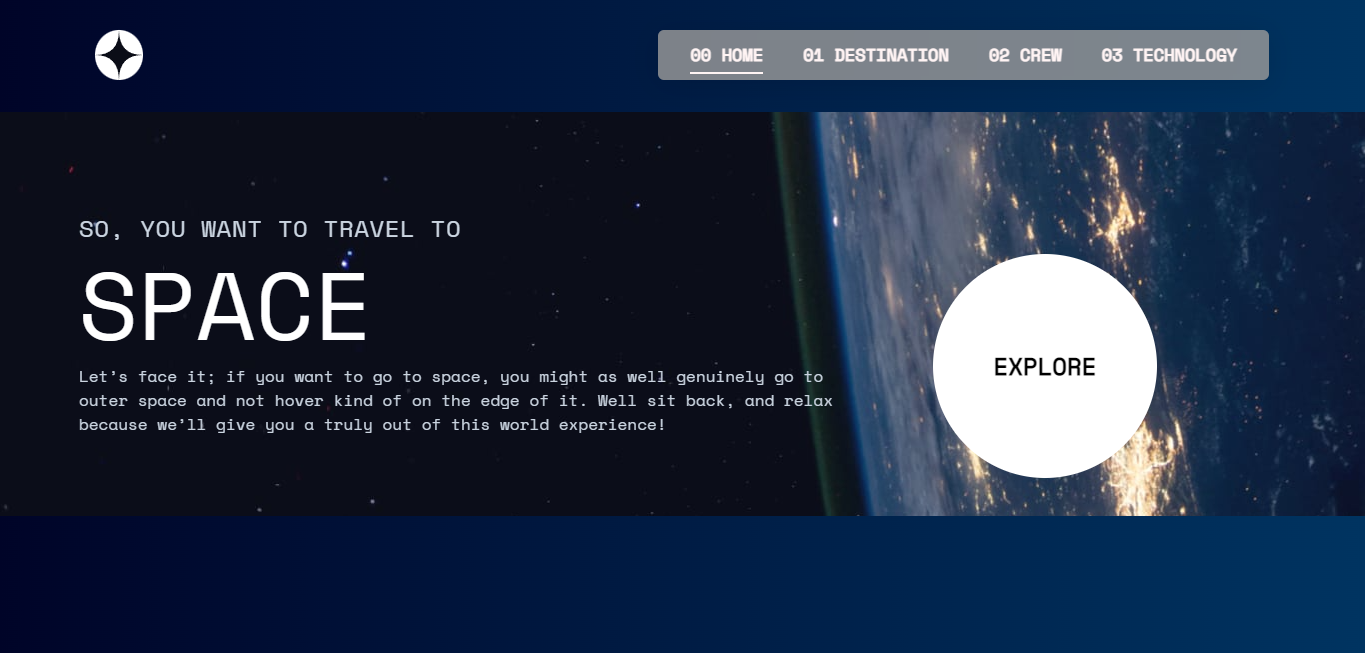 00 HOME 01 DESTINATION 02 CREW 03 TECHNOLOGY
SO, YOU WANT TO TRAVEL TO
SPACE
Let’s face it; if you want to go to space, you might as well genuinely go to
outer space and not hover kind of on the edge of it. Well sit back, and relax
because we’ll give you a truly out of this world experience!
EXPLORE